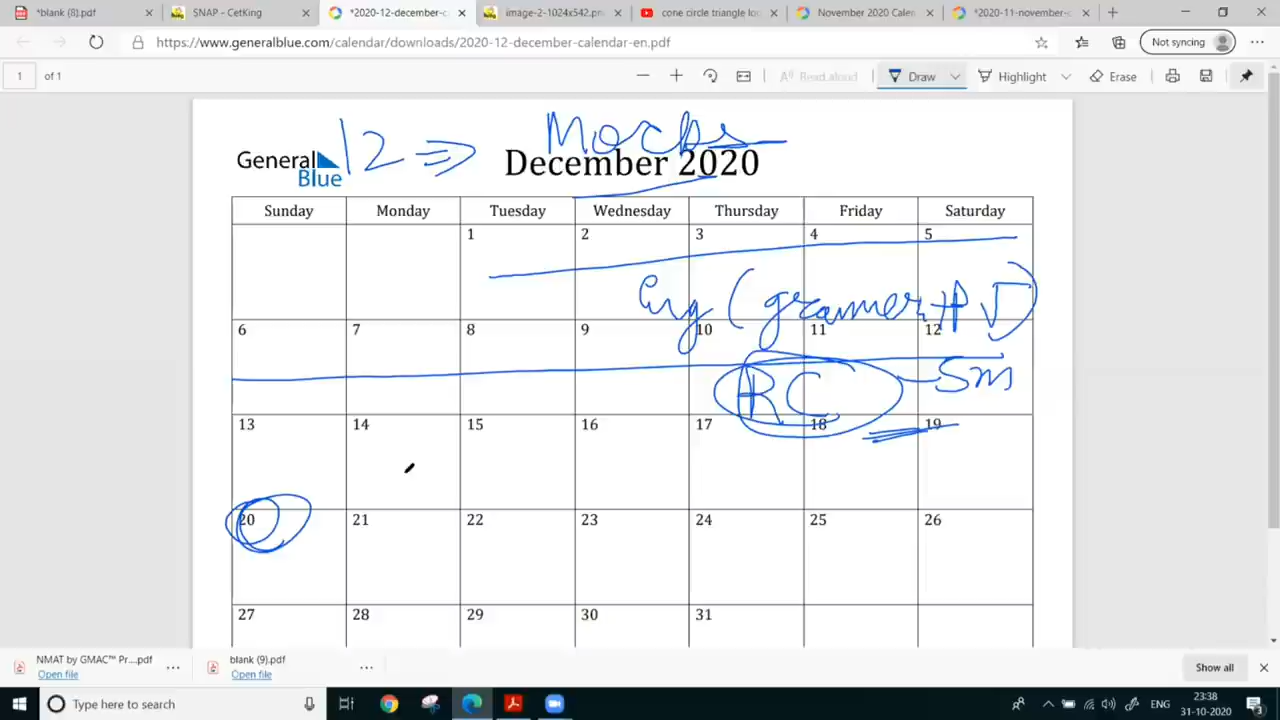 *blank (8).pdf
SNAP - CetKing
*2020-12-december-c
image-2-1024x542.pn
cone circle triangle loc
November 2020 Calen
*2020-11-november-c
https://www.generalblue.com/calendar/downloads/2020-12-december-calendar-en.pdf
Not syncing
1 of 1
Read aloud
Draw
Highlight
Erase
12 ⇒ Mocks
General Blue
December 2020
Sunday Monday Tuesday Wednesday Thursday Friday Saturday
1 2 3 4 5
Eng (gramer + V)
6 7 8 9 10 11 12
RC - 5m
13 14 15 16 17 18 19
20 21 22 23 24 25 26
27 28 29 30 31
NMAT by GMAC™ Pr....pdf
Open file
blank (9).pdf
Open file
Show all
Type here to search
ENG
23:38
31-10-2020
3